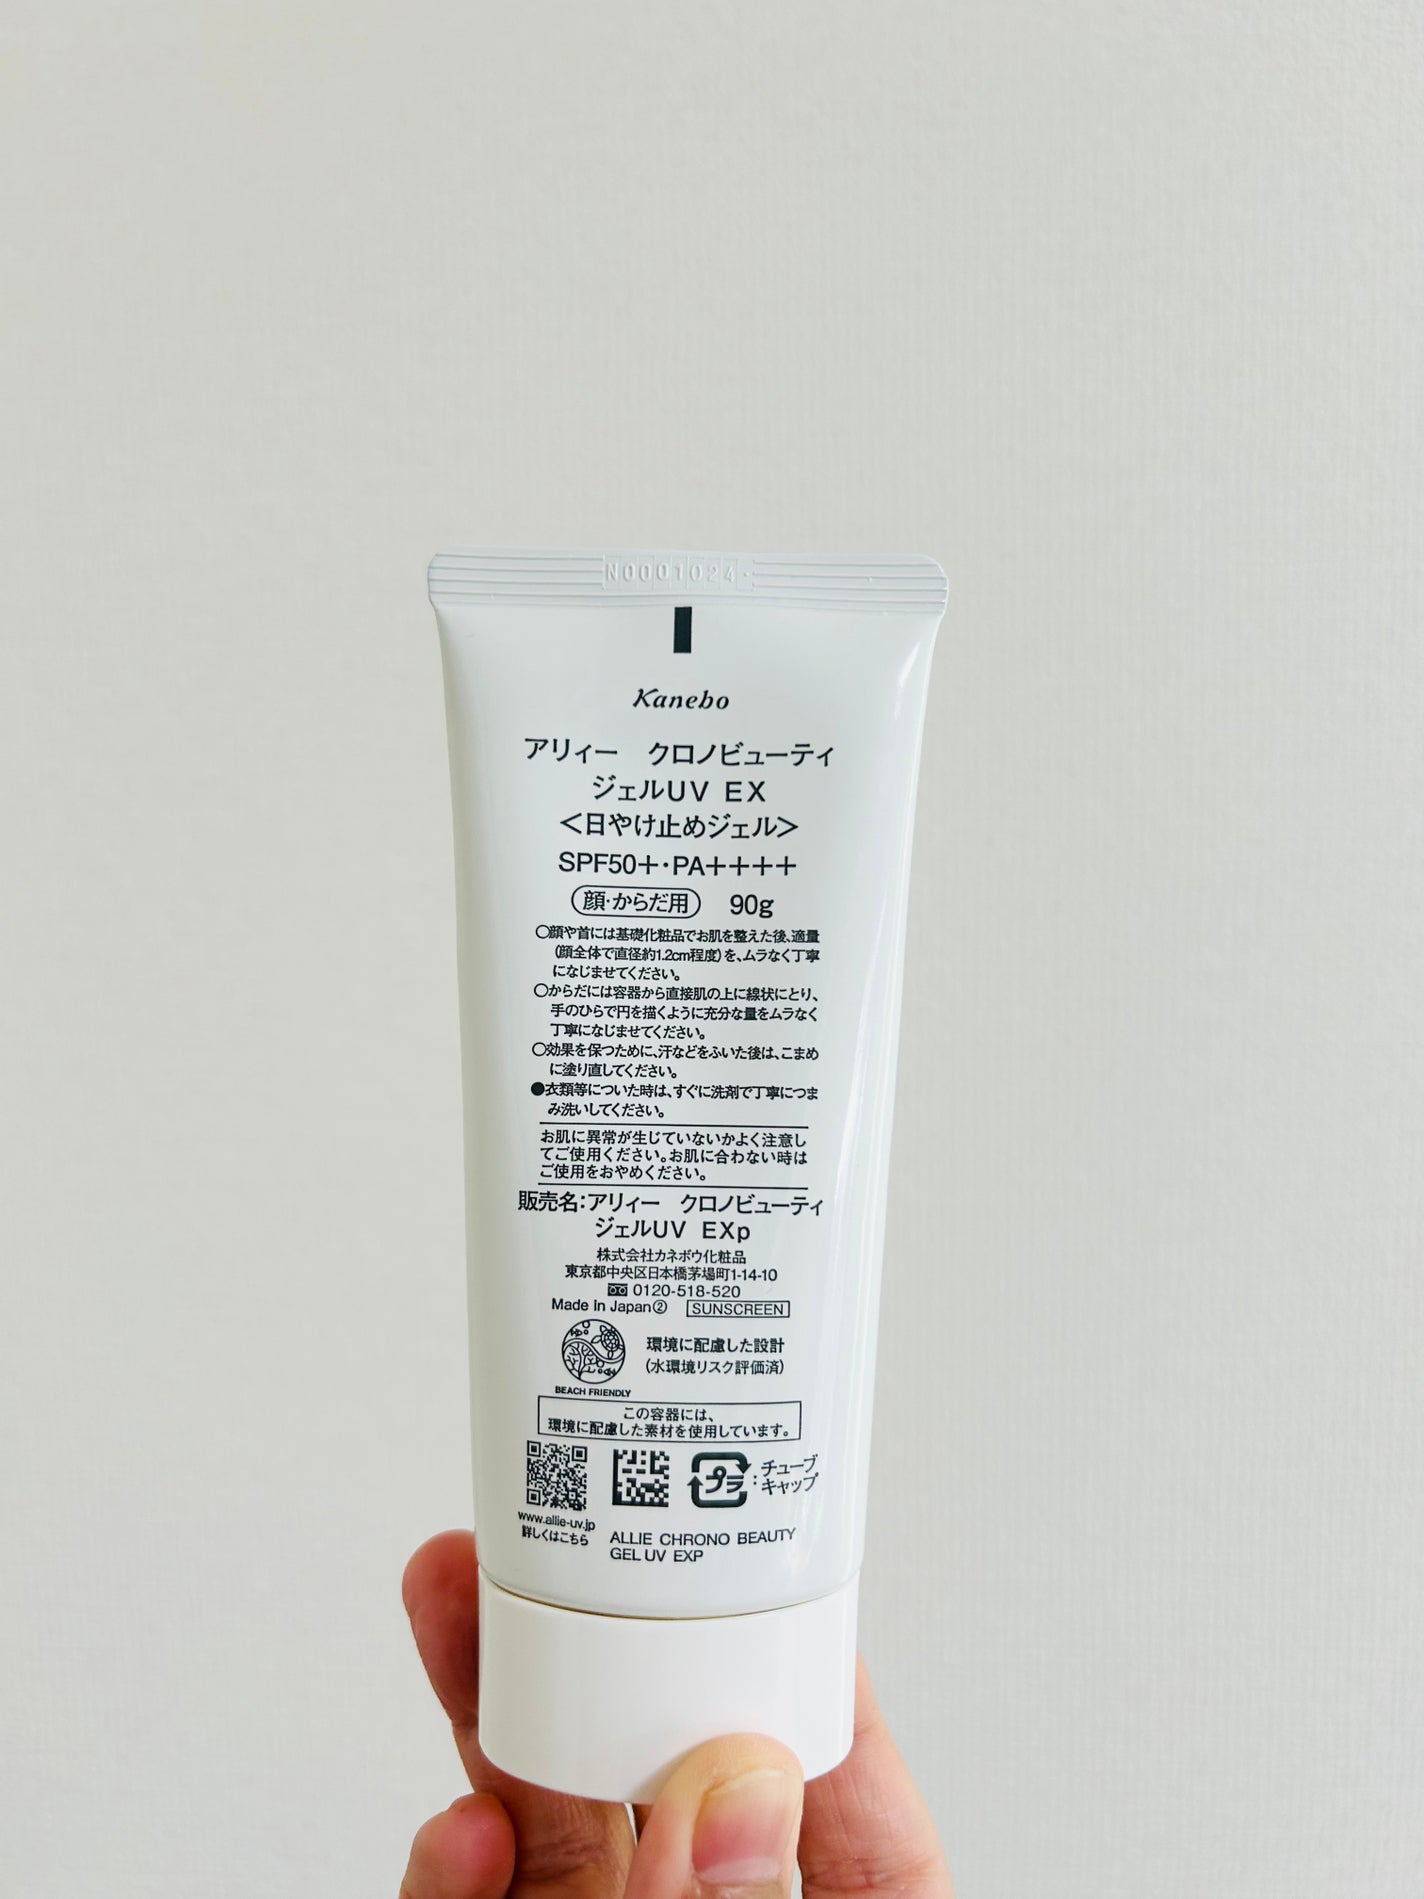 N0001024
Kanebo
アリィー クロノビューティ
ジェルUV EX
＜日やけ止めジェル＞
SPF50+・PA++++
顔・からだ用 90g
○顔や首には基礎化粧品でお肌を整えた後、適量
（顔全体で直径約1.2cm程度）を、ムラなく丁寧
になじませてください。
○からだには容器から直接肌の上に線状にとり、
手のひらで円を描くように充分な量をムラなく
丁寧になじませてください。
○効果を保つために、汗などをふいた後は、こまめ
に塗り直してください。
●衣類等についた時は、すぐに洗剤で丁寧につま
み洗いしてください。
お肌に異常が生じていないかよく注意し
てご使用ください。お肌に合わない時は
ご使用をおやめください。
販売名：アリィー クロノビューティ
ジェルUV EXp
株式会社カネボウ化粧品
東京都中央区日本橋茅場町1-14-10
0120-518-520
Made in Japan② SUNSCREEN
環境に配慮した設計
（水環境リスク評価済）
BEACH FRIENDLY
この容器には、
環境に配慮した素材を使用しています。
プラ：チューブ
キャップ
www.allie-uv.jp
詳しくはこちら
ALLIE CHRONO BEAUTY
GEL UV EXP